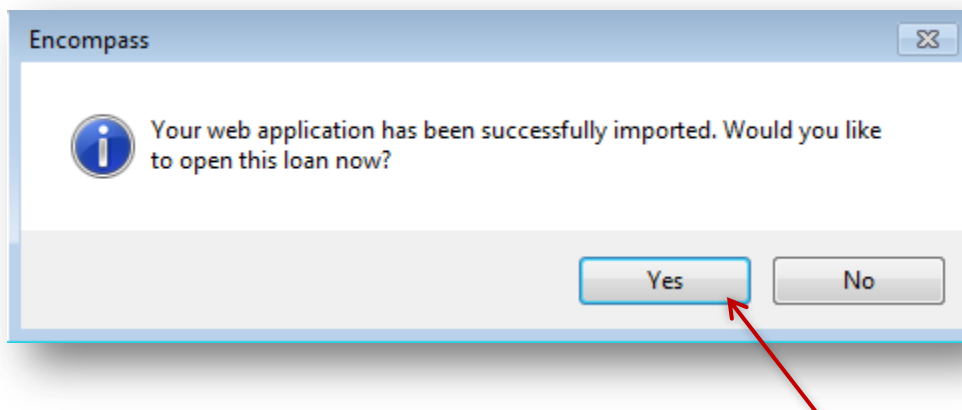 Encompass
Your web application has been successfully imported. Would you like
to open this loan now?
Yes No